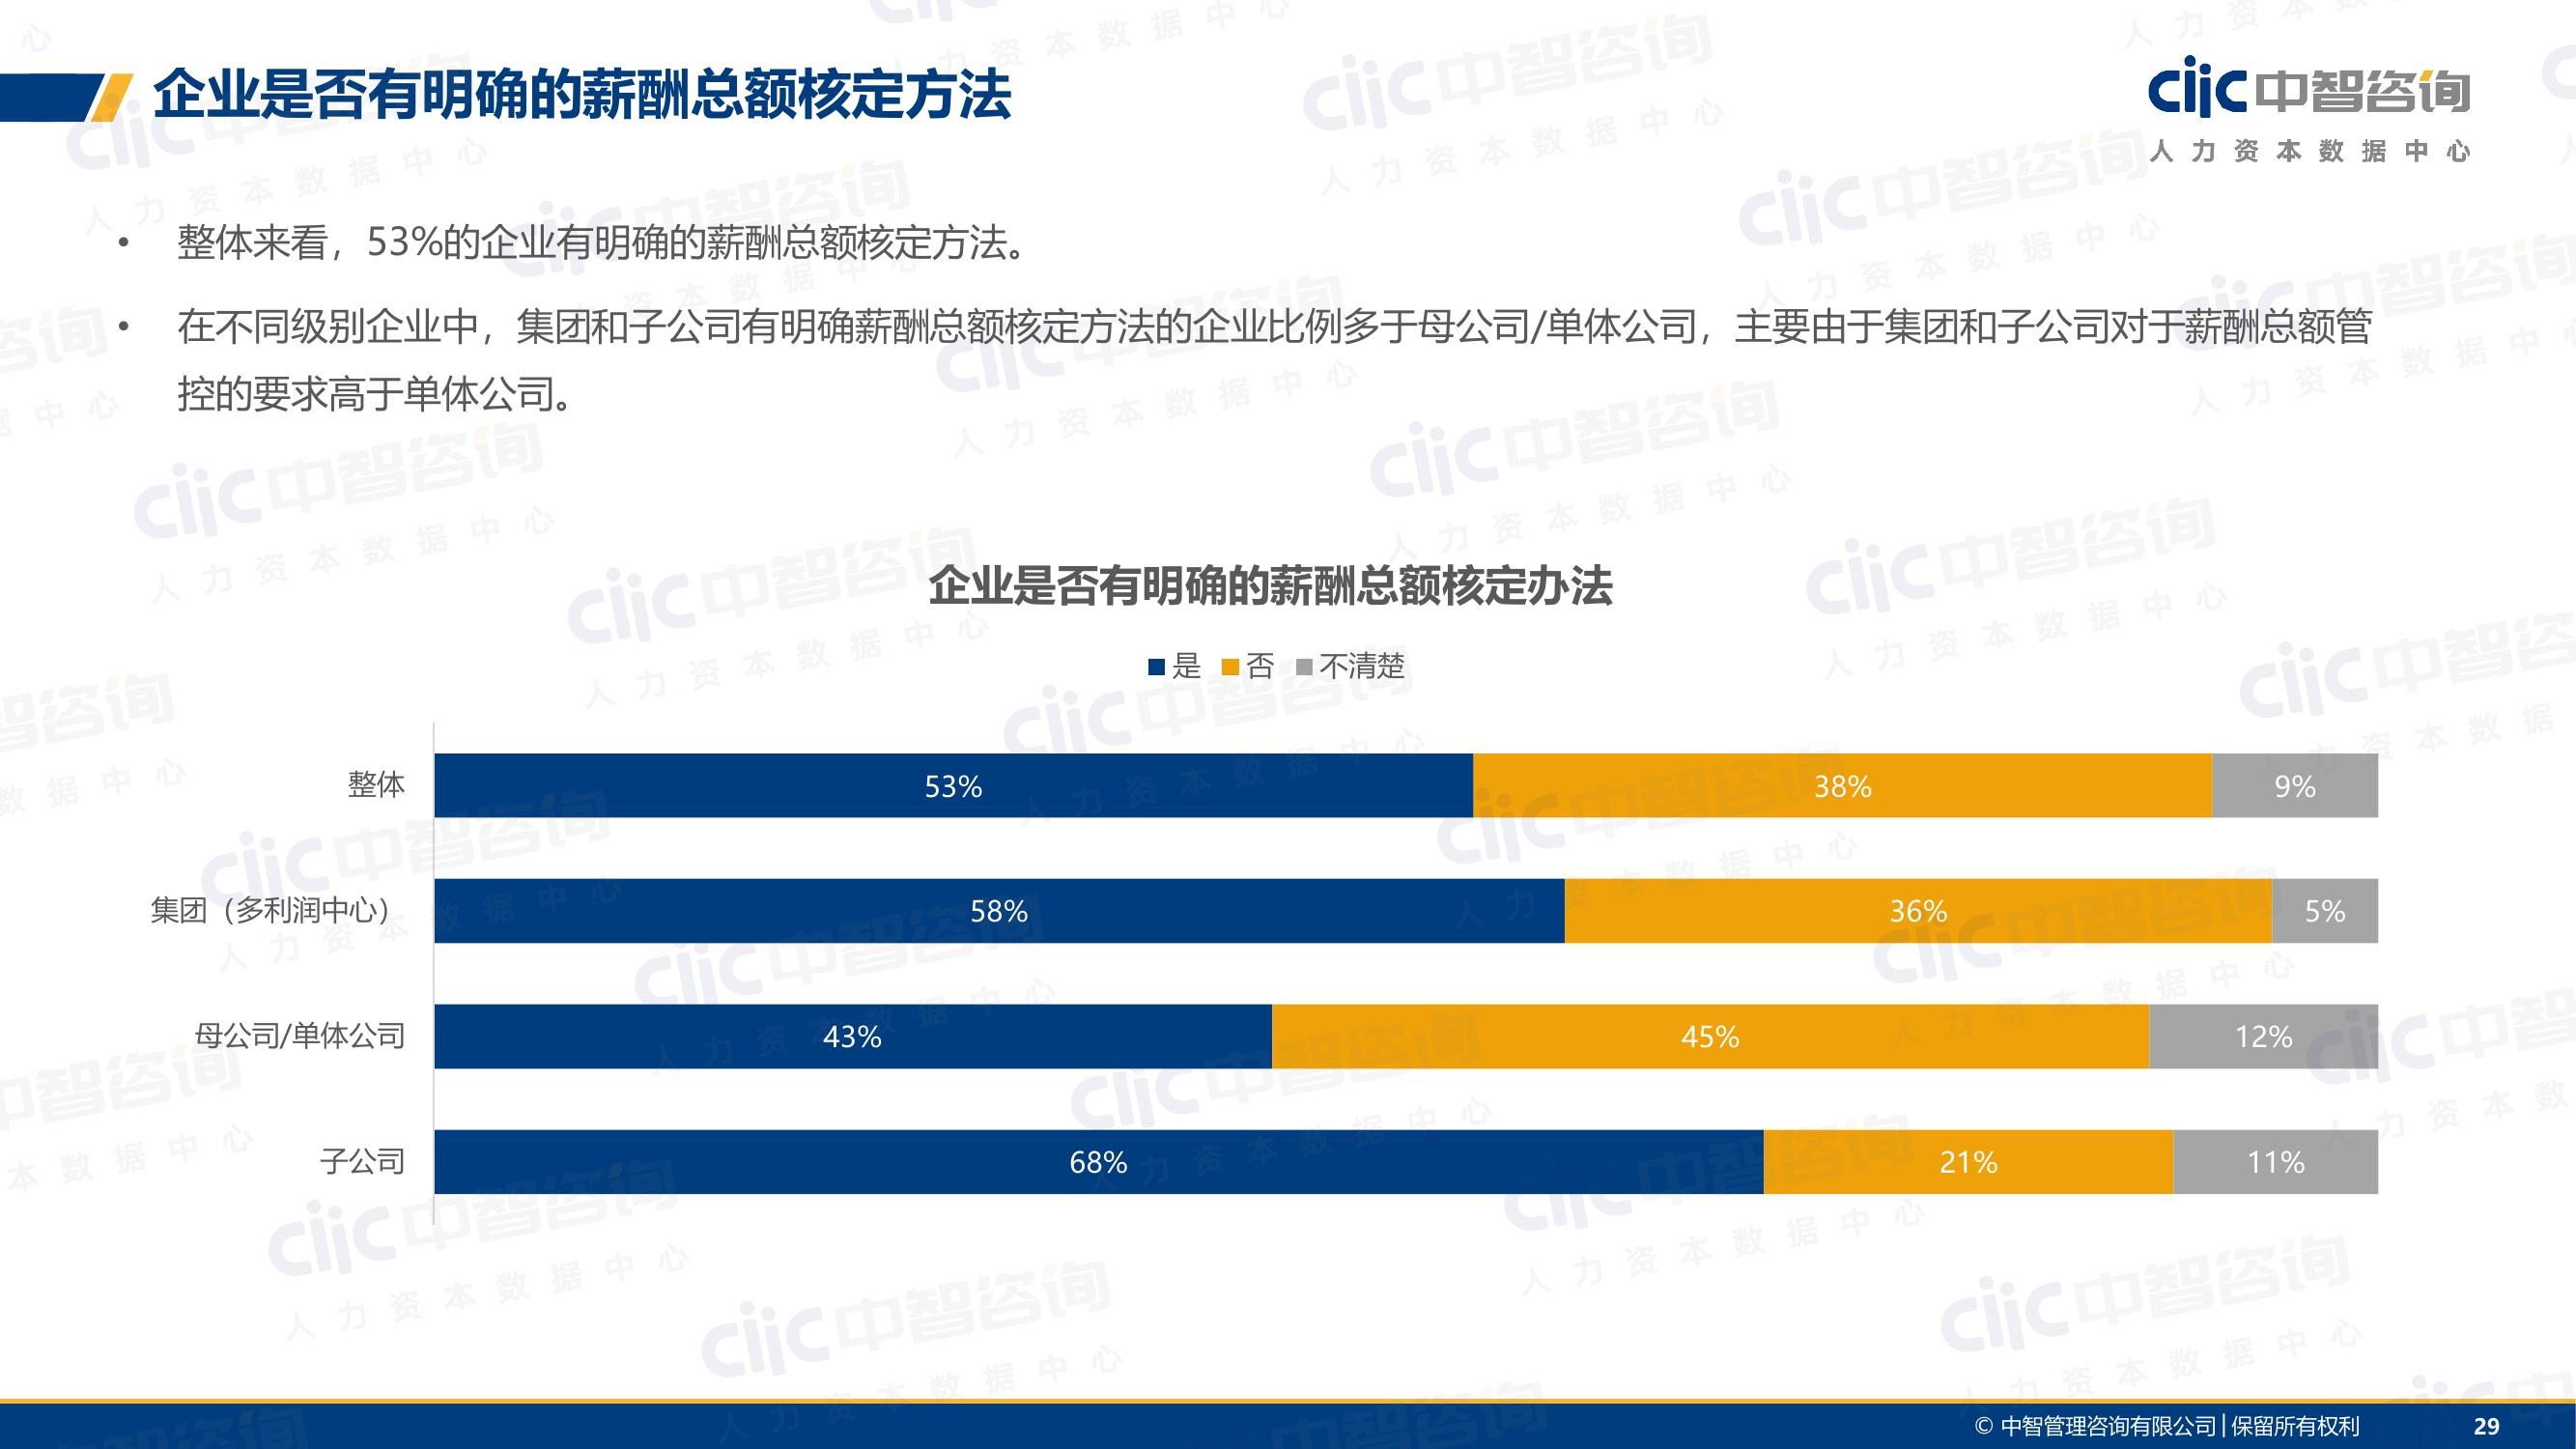 企业是否有明确的薪酬总额核定方法
ciic中智咨询
人力资本数据中心
• 整体来看，53%的企业有明确的薪酬总额核定方法。
• 在不同级别企业中，集团和子公司有明确薪酬总额核定方法的企业比例多于母公司/单体公司，主要由于集团和子公司对于薪酬总额管
控的要求高于单体公司。
企业是否有明确的薪酬总额核定办法
是 否 不清楚
整体 53% 38% 9%
集团（多利润中心） 58% 36% 5%
母公司/单体公司 43% 45% 12%
子公司 68% 21% 11%
© 中智管理咨询有限公司|保留所有权利 29